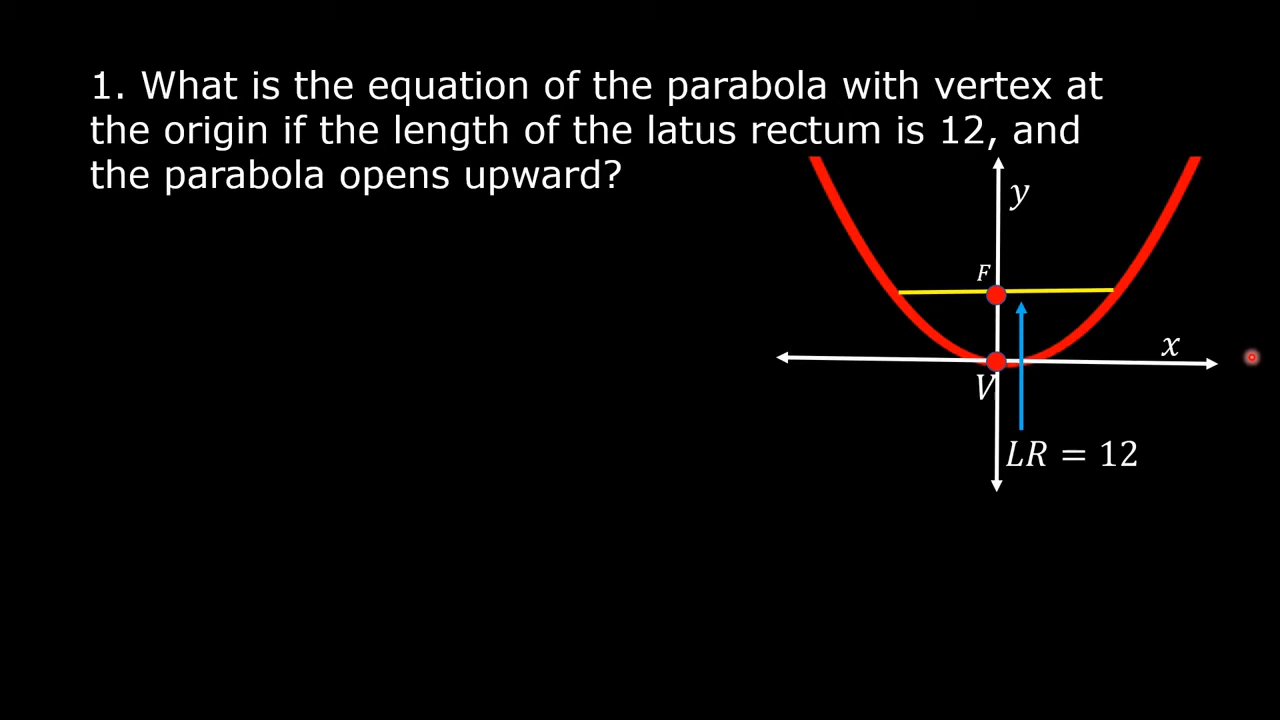 1. What is the equation of the parabola with vertex at
the origin if the length of the latus rectum is 12, and
the parabola opens upward?
y
F
x
V
LR = 12